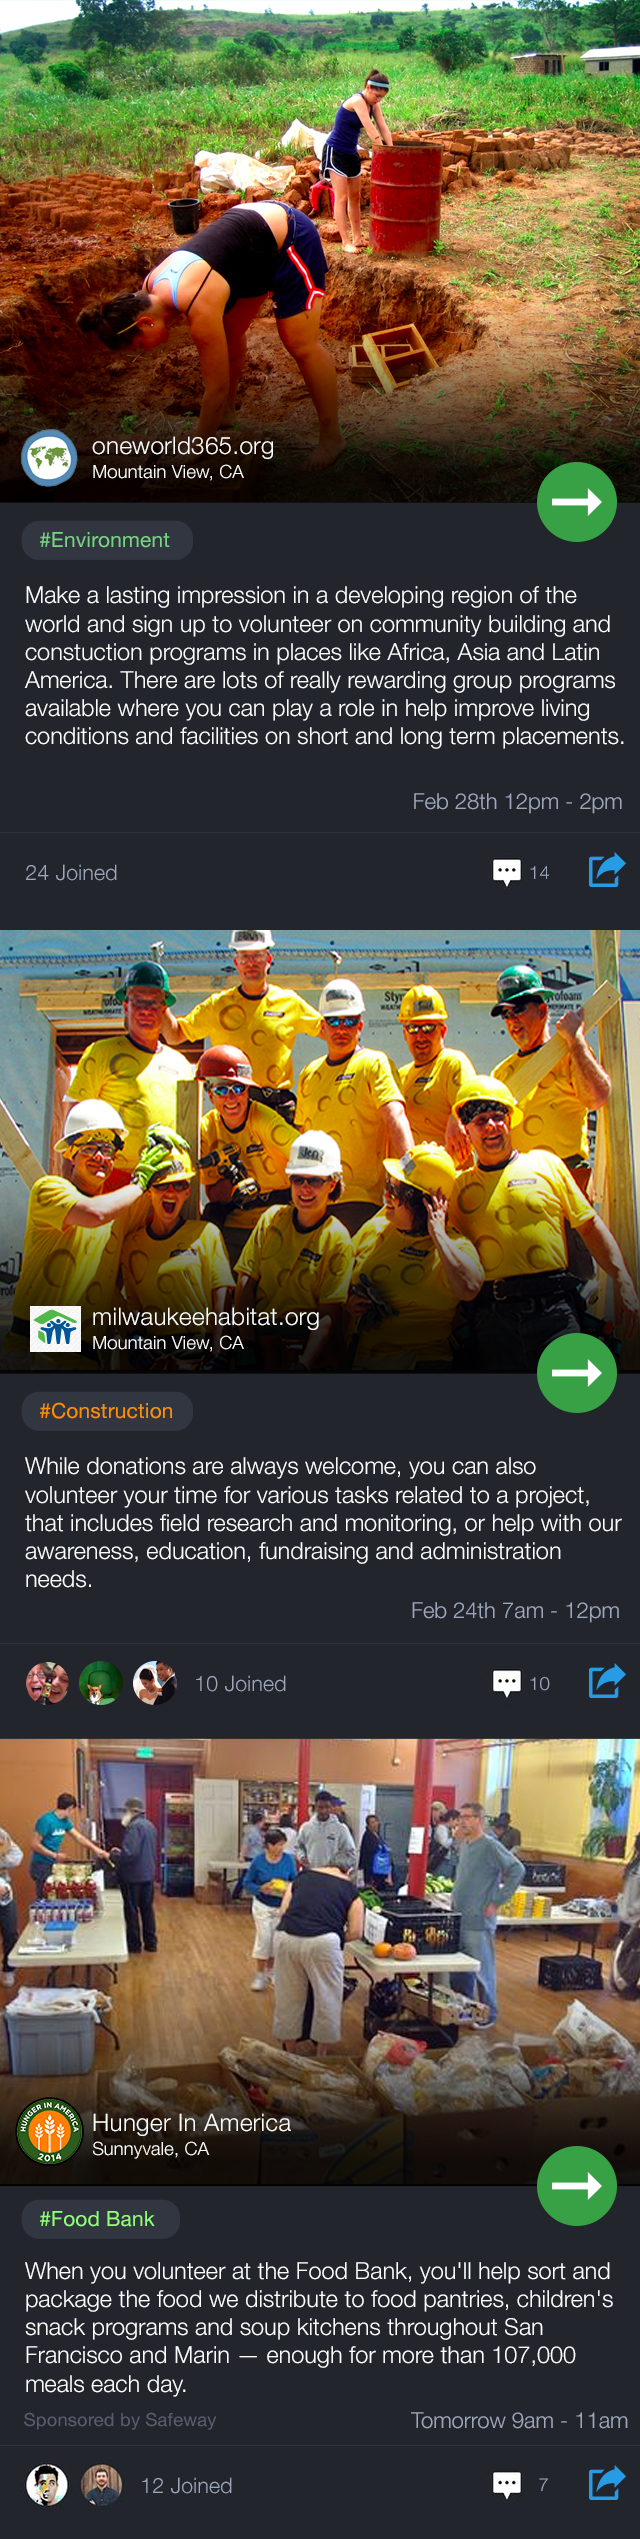 oneworld365.org
Mountain View, CA
#Environment
Make a lasting impression in a developing region of the
world and sign up to volunteer on community building and
constuction programs in places like Africa, Asia and Latin
America. There are lots of really rewarding group programs
available where you can play a role in help improve living
conditions and facilities on short and long term placements.
Feb 28th 12pm - 2pm
24 Joined
14
Styr
yrofoam
milwaukeehabitat.org
Mountain View, CA
#Construction
While donations are always welcome, you can also
volunteer your time for various tasks related to a project,
that includes field research and monitoring, or help with our
awareness, education, fundraising and administration
needs.
Feb 24th 7am - 12pm
10 Joined
10
HUNGER IN AMERICA
2014
Hunger In America
Sunnyvale, CA
#Food Bank
When you volunteer at the Food Bank, you'll help sort and
package the food we distribute to food pantries, children's
snack programs and soup kitchens throughout San
Francisco and Marin — enough for more than 107,000
meals each day.
Sponsored by Safeway
Tomorrow 9am - 11am
12 Joined
7